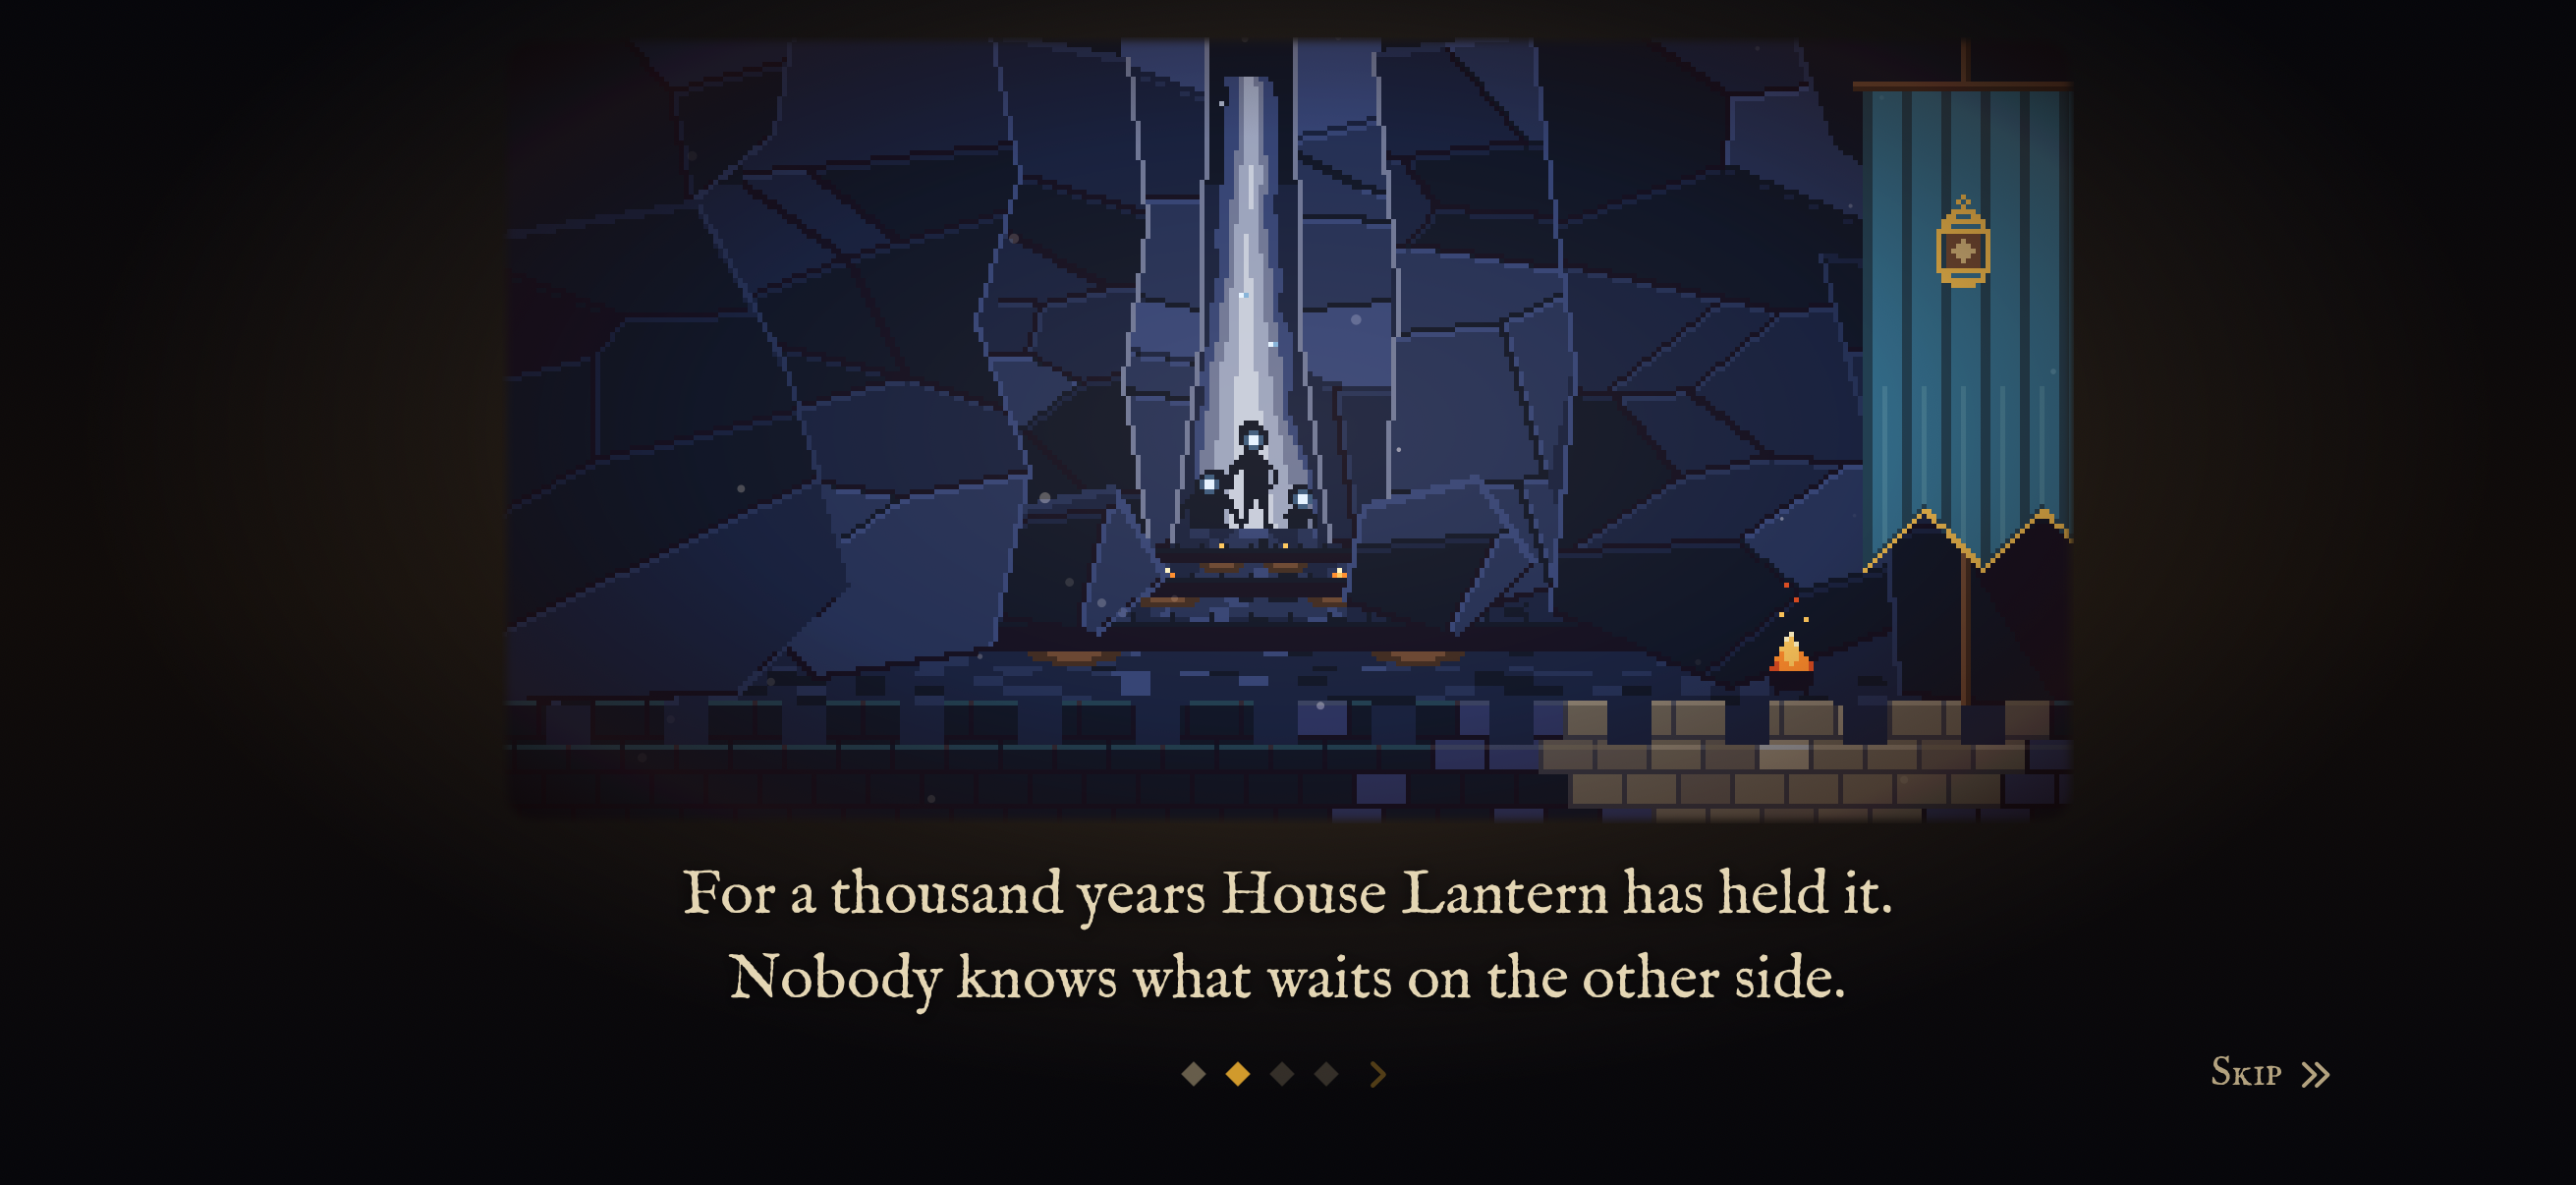 For a thousand years House Lantern has held it.
Nobody knows what waits on the other side.
Skip